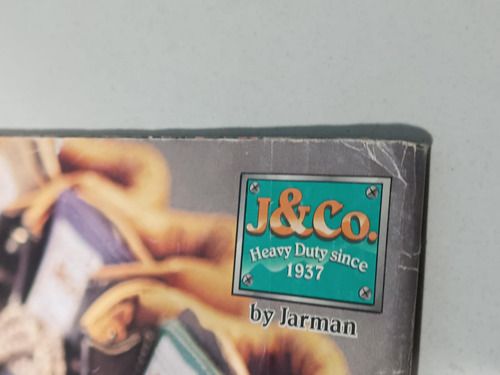 J&Co.
Heavy Duty since
1937
by Jarman